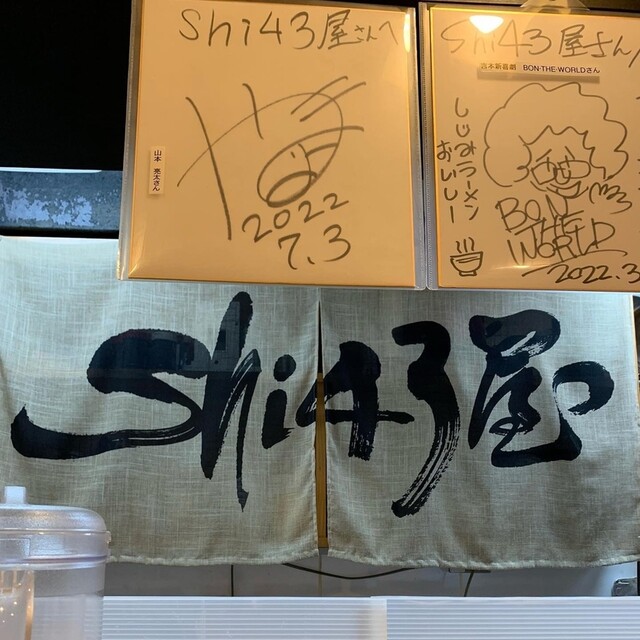 Shi43屋さんへ
山本 亮太さん
2022
7.3
Shi43屋さん
吉本新喜劇 BON-THE-WORLDさん
しじみラーメン
おいしー
BON
THE
WORLD
2022.3
Shi43屋